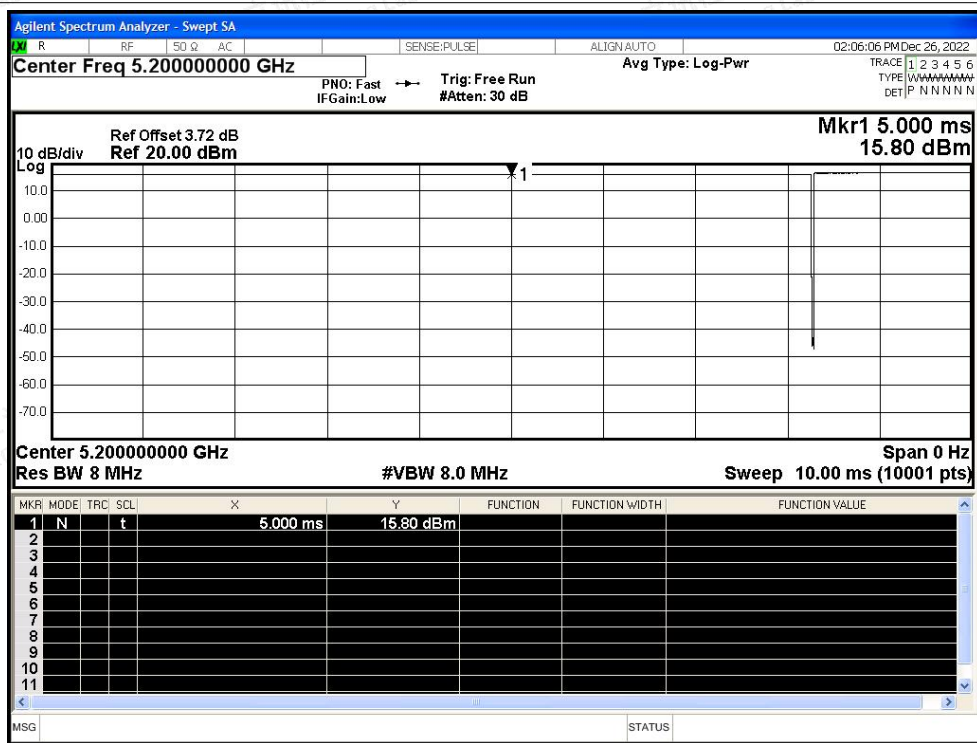 Agilent Spectrum Analyzer - Swept SA
LXI R RF 50 Ω AC SENSE:PULSE ALIGN AUTO 02:06:06 PM Dec 26, 2022
Center Freq 5.200000000 GHz
PNO: Fast
IFGain:Low
Trig: Free Run
#Atten: 30 dB
Avg Type: Log-Pwr
TRACE 1 2 3 4 5 6
TYPE WWWWWW
DET P N N N N N
Mkr1 5.000 ms
15.80 dBm
Ref Offset 3.72 dB
10 dB/div Ref 20.00 dBm
Log
1
10.0
0.00
-10.0
-20.0
-30.0
-40.0
-50.0
-60.0
-70.0
Center 5.200000000 GHz Span 0 Hz
Res BW 8 MHz #VBW 8.0 MHz Sweep 10.00 ms (10001 pts)
MKR MODE TRC SCL X Y FUNCTION FUNCTION WIDTH FUNCTION VALUE
1 N t 5.000 ms 15.80 dBm
2
3
4
5
6
7
8
9
10
11
MSG STATUS